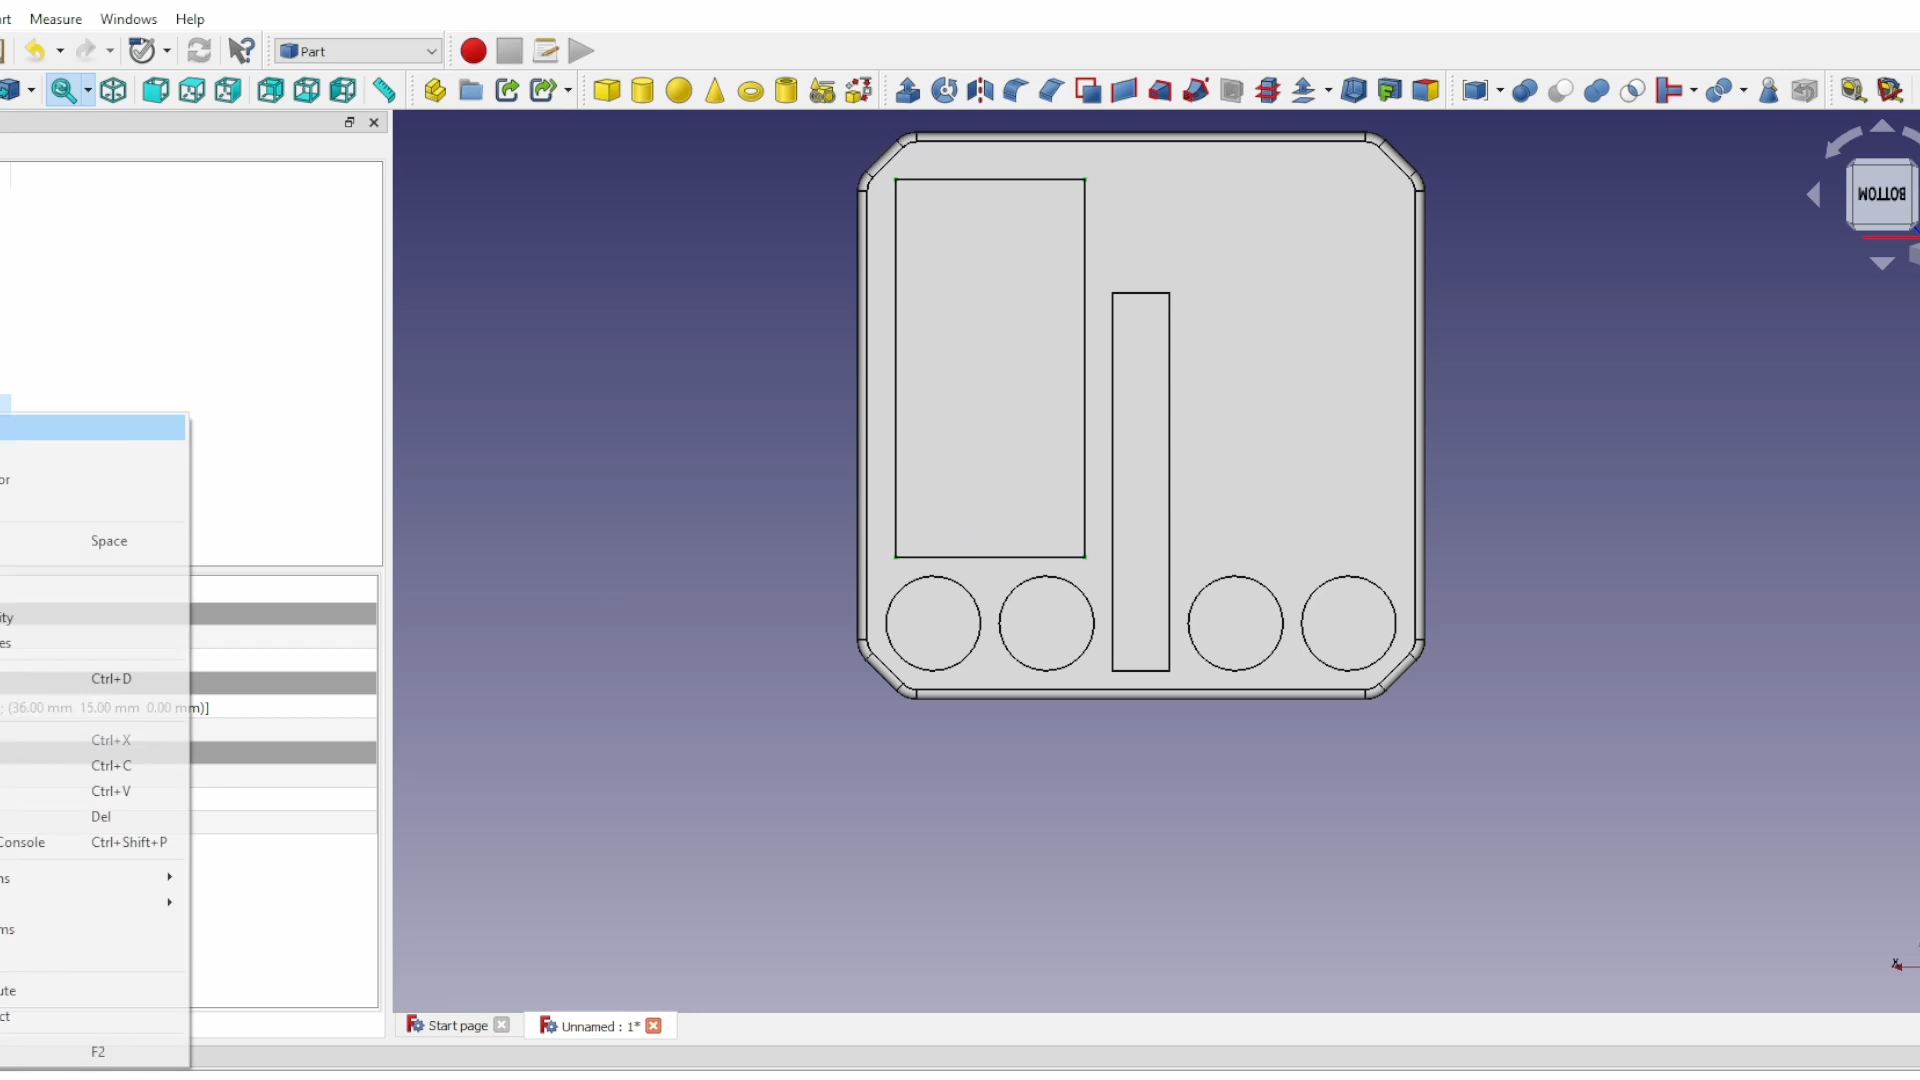 rt Measure Windows Help
Part
BOTTOM
or
Space
ity
es
Ctrl+D
; (36.00 mm 15.00 mm 0.00 mm)]
Ctrl+X
Ctrl+C
Ctrl+V
Del
Console Ctrl+Shift+P
ns
ms
ute
ct
F2
x
Start page
Unnamed : 1*